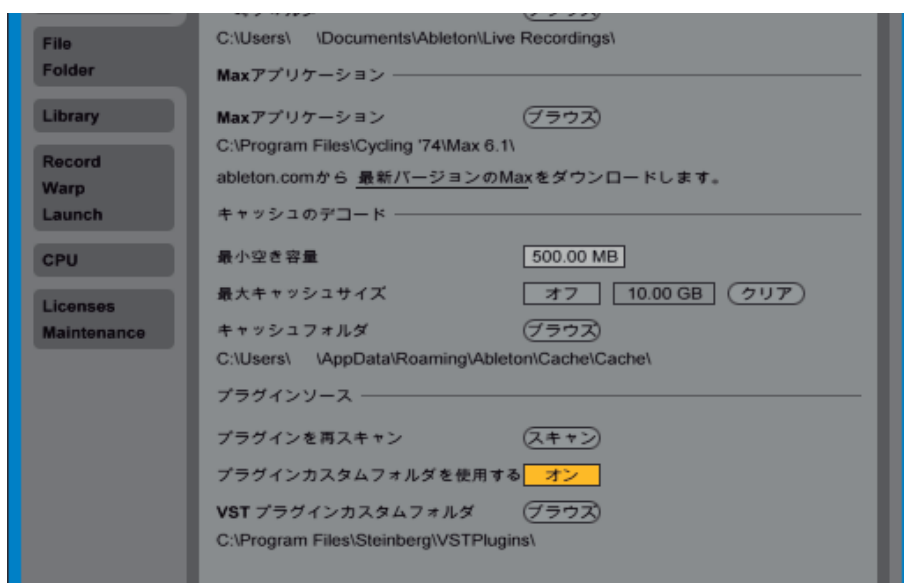 File
Folder
Library
Record
Warp
Launch
CPU
Licenses
Maintenance
C:\Users\ \Documents\Ableton\Live Recordings\
Maxアプリケーション
Maxアプリケーション ブラウズ
C:\Program Files\Cycling '74\Max 6.1\
ableton.comから 最新バージョンのMaxをダウンロードします。
キャッシュのデコード
最小空き容量 500.00 MB
最大キャッシュサイズ オフ 10.00 GB クリア
キャッシュフォルダ ブラウズ
C:\Users\ \AppData\Roaming\Ableton\Cache\Cache\
プラグインソース
プラグインを再スキャン スキャン
プラグインカスタムフォルダを使用する オン
VST プラグインカスタムフォルダ ブラウズ
C:\Program Files\Steinberg\VSTPlugins\